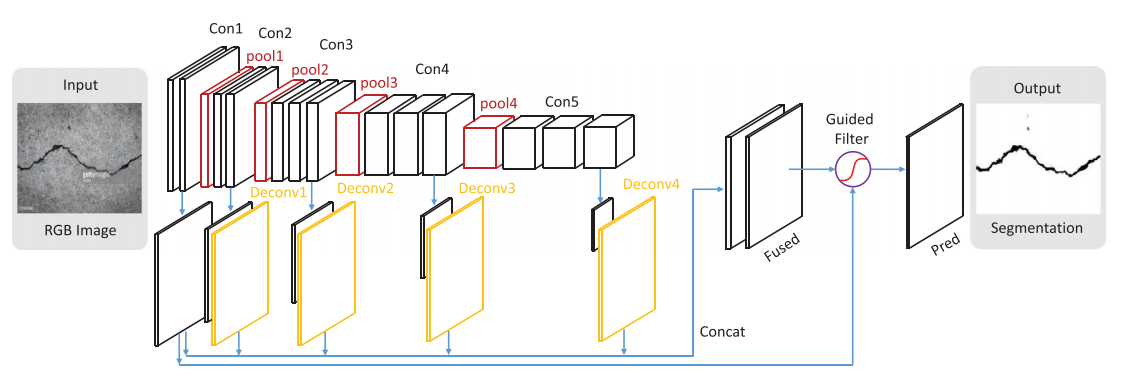 Input
RGB Image
Con1
Con2
Con3
Con4
Con5
pool1
pool2
pool3
pool4
Deconv1
Deconv2
Deconv3
Deconv4
Concat
Fused
Guided
Filter
Pred
Output
Segmentation